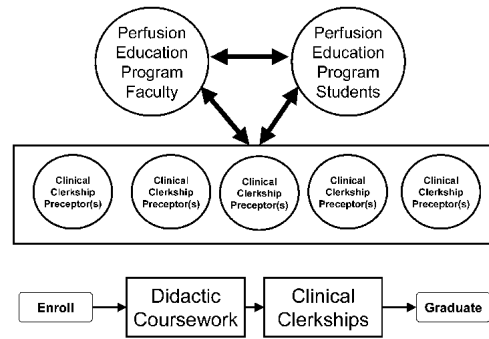 Perfusion
Education
Program
Faculty
Perfusion
Education
Program
Students
Clinical
Clerkship
Preceptor(s)
Clinical
Clerkship
Preceptor(s)
Clinical
Clerkship
Preceptor(s)
Clinical
Clerkship
Preceptor(s)
Clinical
Clerkship
Preceptor(s)
Enroll
Didactic
Coursework
Clinical
Clerkships
Graduate